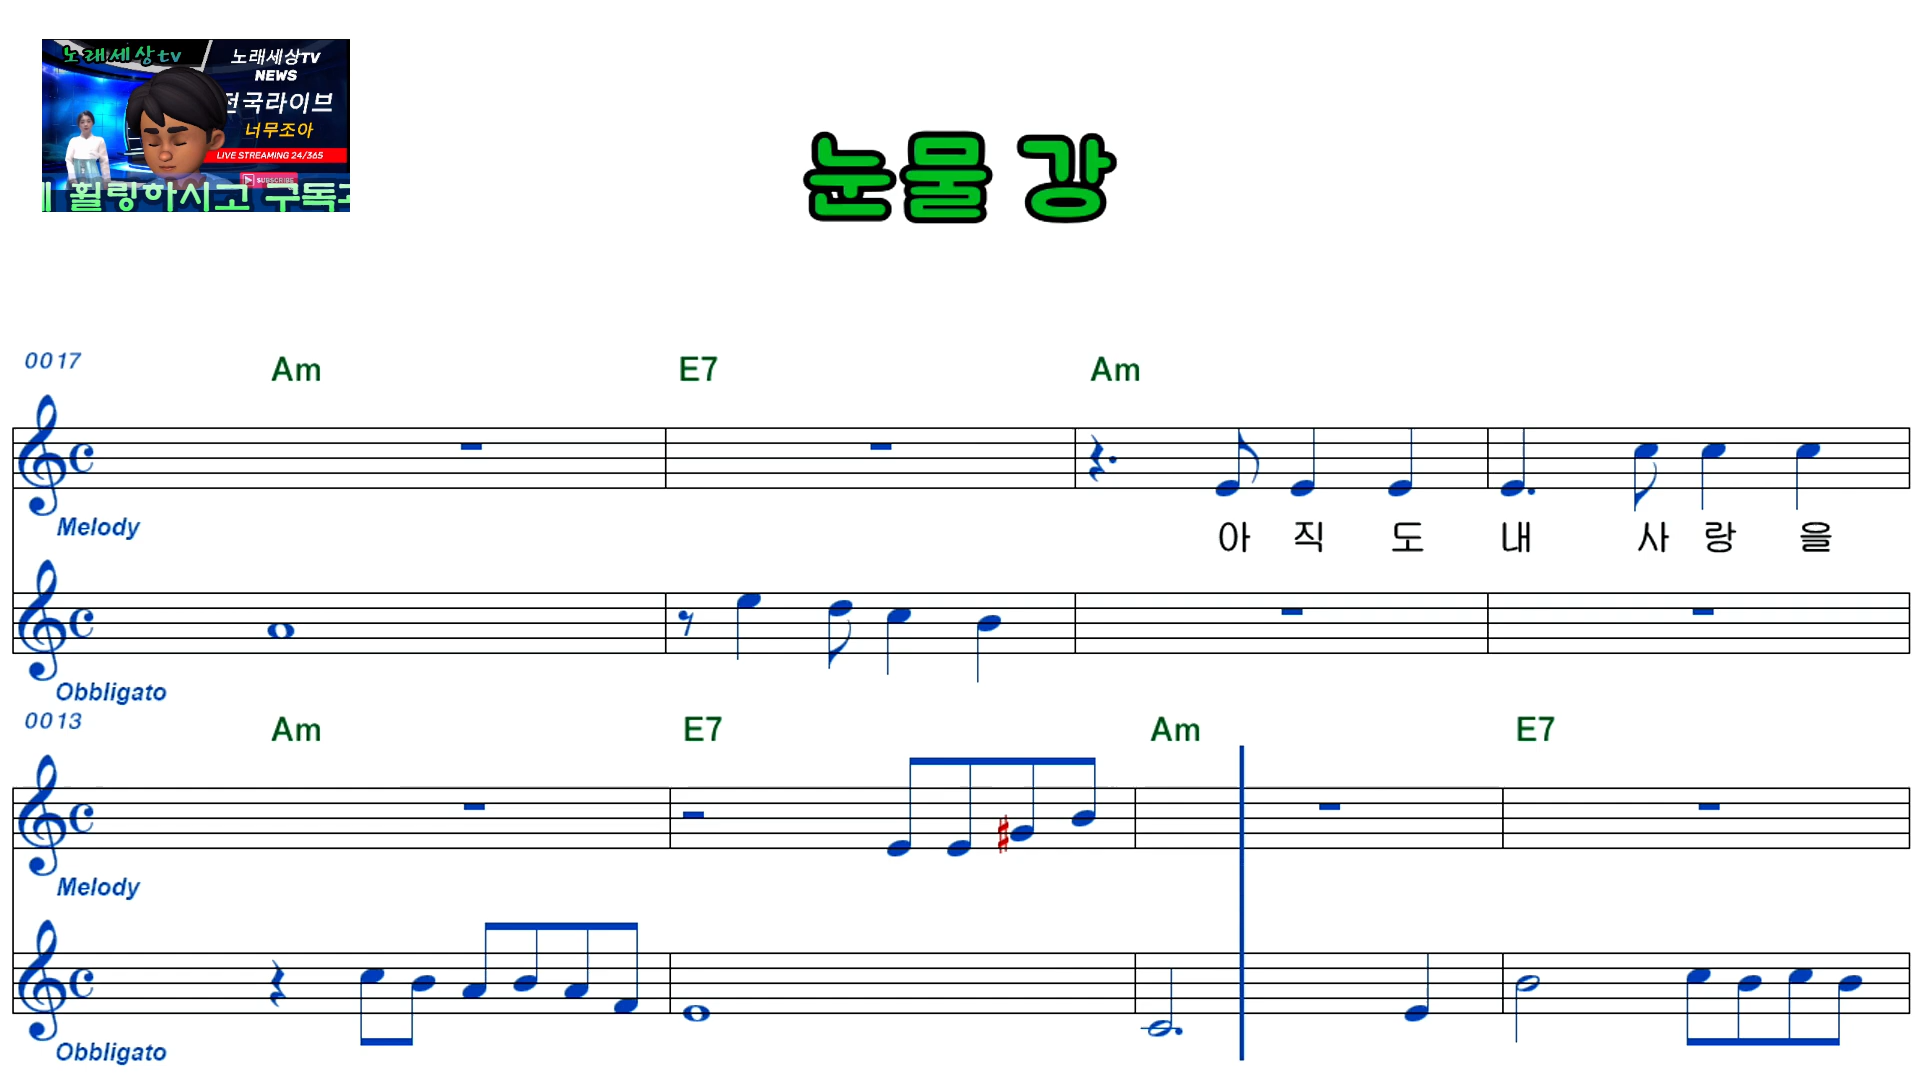 노래세상tv
노래세상TV
NEWS
전국라이브
너무조아
LIVE STREAMING 24/365
SUBSCRIBE
휠링하시고 구독
눈물 강
0017
Am E7 Am
Melody
아 직 도 내 사 랑 을
Obbligato
0013
Am E7 Am E7
Melody
Obbligato